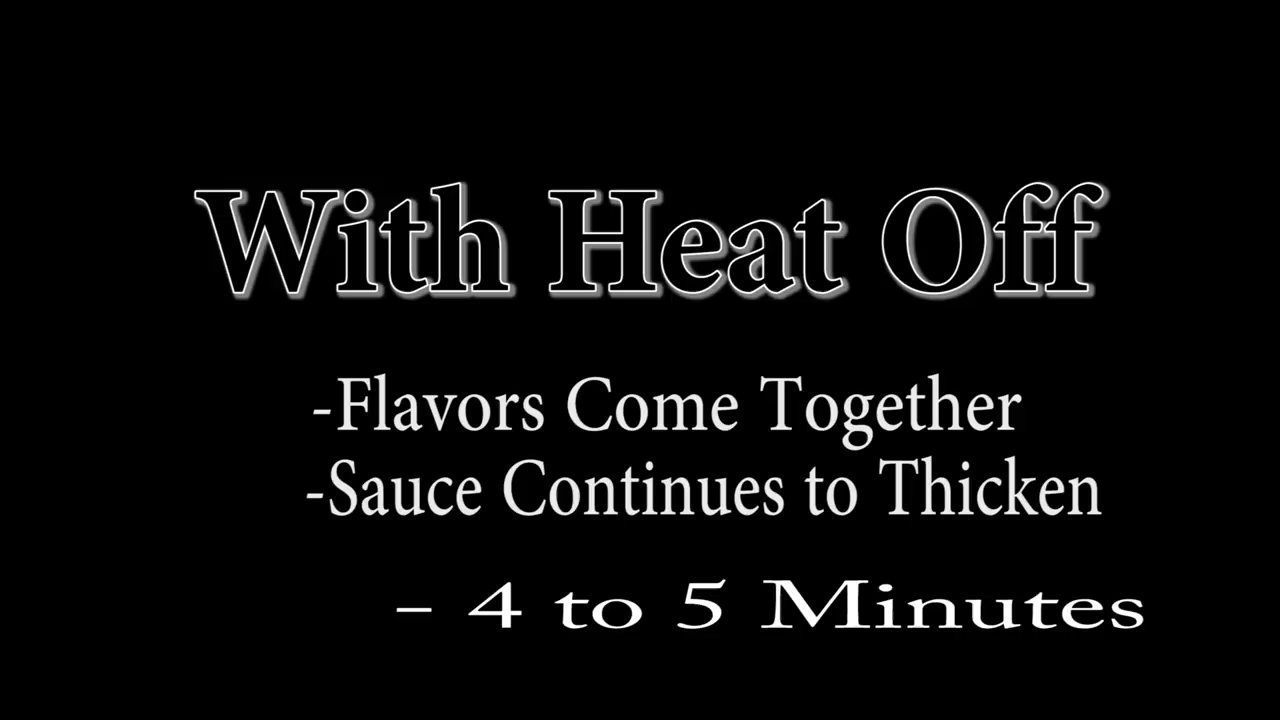 With Heat Off
-Flavors Come Together
-Sauce Continues to Thicken
- 4 to 5 Minutes